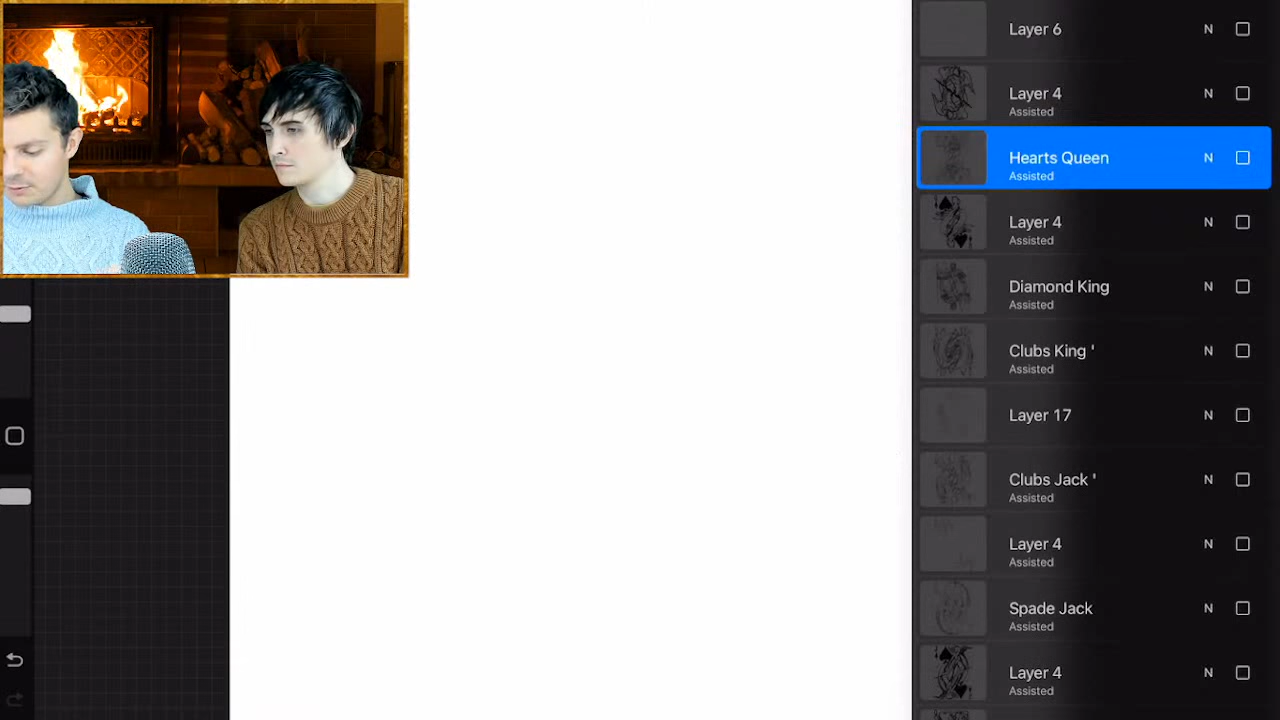 Layer 6 N
Layer 4 N
Assisted
Hearts Queen N
Assisted
Layer 4 N
Assisted
Diamond King N
Assisted
Clubs King ' N
Assisted
Layer 17 N
Clubs Jack ' N
Assisted
Layer 4 N
Assisted
Spade Jack N
Assisted
Layer 4 N
Assisted